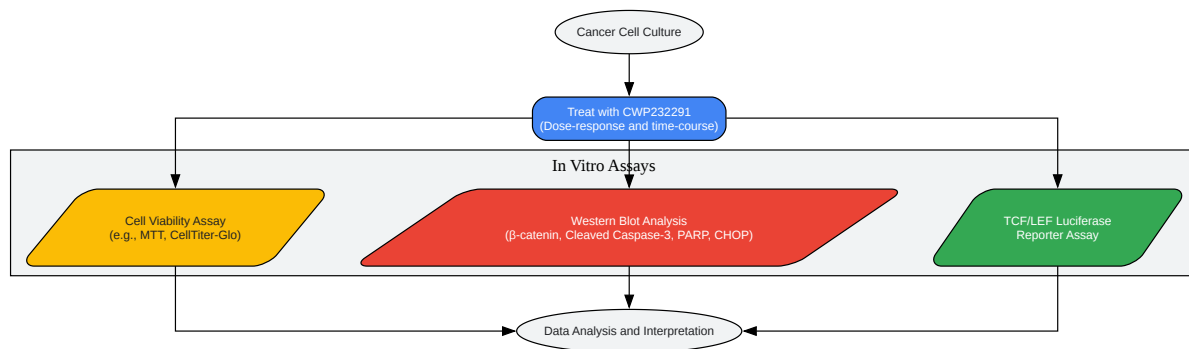 Cancer Cell Culture
Treat with CWP232291
(Dose-response and time-course)
In Vitro Assays
Cell Viability Assay
(e.g., MTT, CellTiter-Glo)
Western Blot Analysis
(β-catenin, Cleaved Caspase-3, PARP, CHOP)
TCF/LEF Luciferase
Reporter Assay
Data Analysis and Interpretation